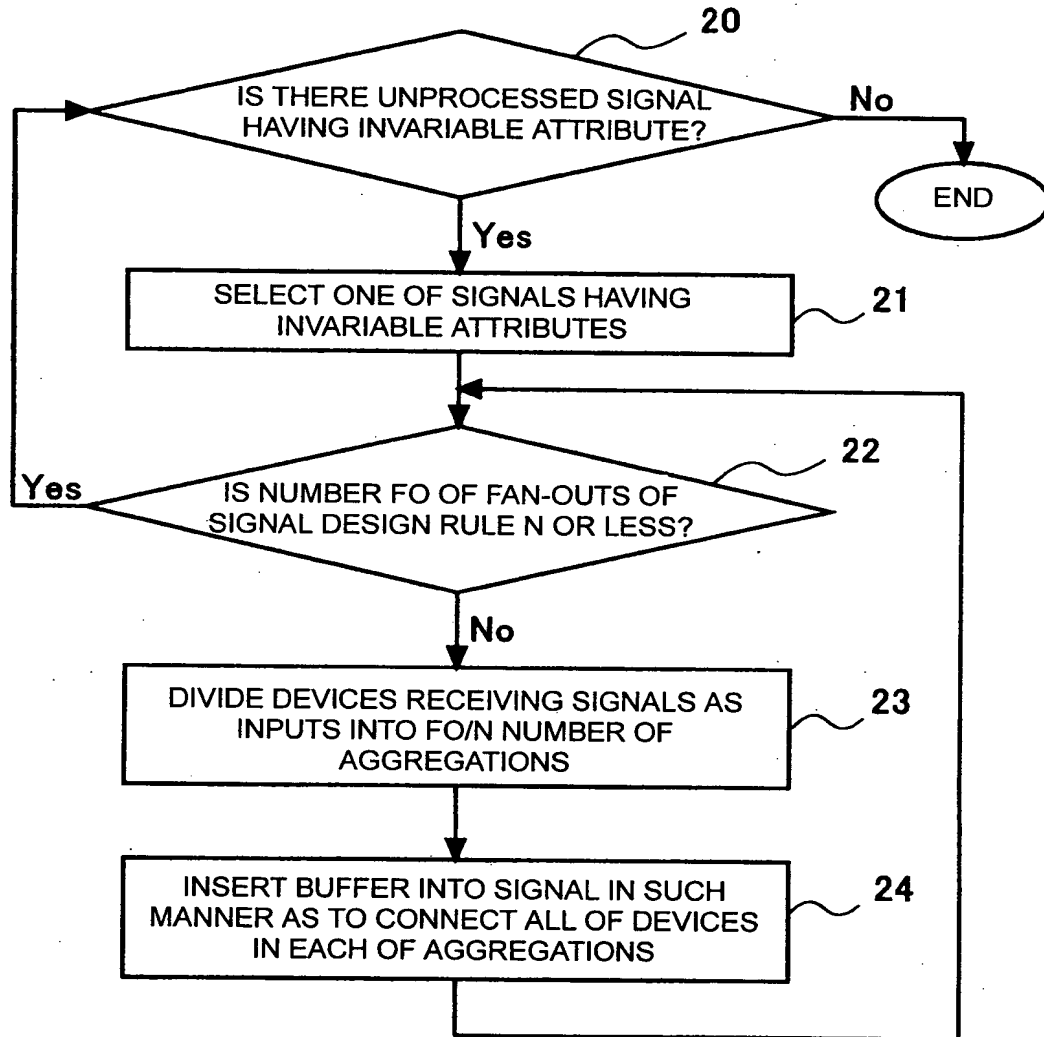 20
IS THERE UNPROCESSED SIGNAL
HAVING INVARIABLE ATTRIBUTE?
No
END
Yes
SELECT ONE OF SIGNALS HAVING
INVARIABLE ATTRIBUTES
21
22
Yes
IS NUMBER FO OF FAN-OUTS OF
SIGNAL DESIGN RULE N OR LESS?
No
DIVIDE DEVICES RECEIVING SIGNALS AS
INPUTS INTO FO/N NUMBER OF
AGGREGATIONS
23
INSERT BUFFER INTO SIGNAL IN SUCH
MANNER AS TO CONNECT ALL OF DEVICES
IN EACH OF AGGREGATIONS
24